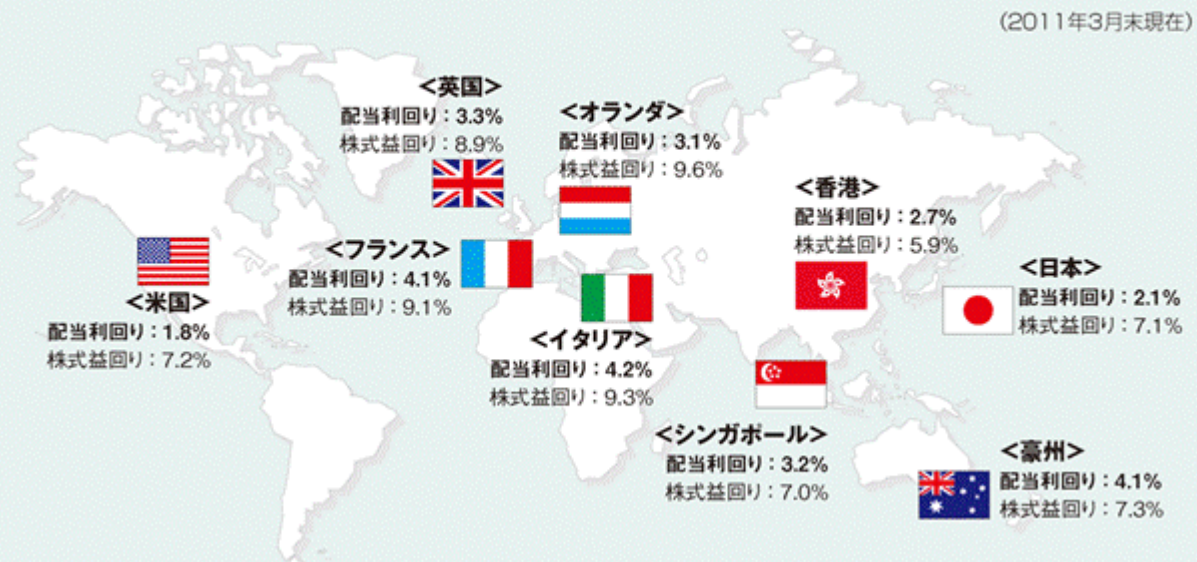 (2011年3月末現在)
<英国>
配当利回り：3.3%
株式益回り：8.9%
<オランダ>
配当利回り：3.1%
株式益回り：9.6%
<香港>
配当利回り：2.7%
株式益回り：5.9%
<フランス>
配当利回り：4.1%
株式益回り：9.1%
<日本>
配当利回り：2.1%
株式益回り：7.1%
<米国>
配当利回り：1.8%
株式益回り：7.2%
<イタリア>
配当利回り：4.2%
株式益回り：9.3%
<シンガポール>
配当利回り：3.2%
株式益回り：7.0%
<豪州>
配当利回り：4.1%
株式益回り：7.3%